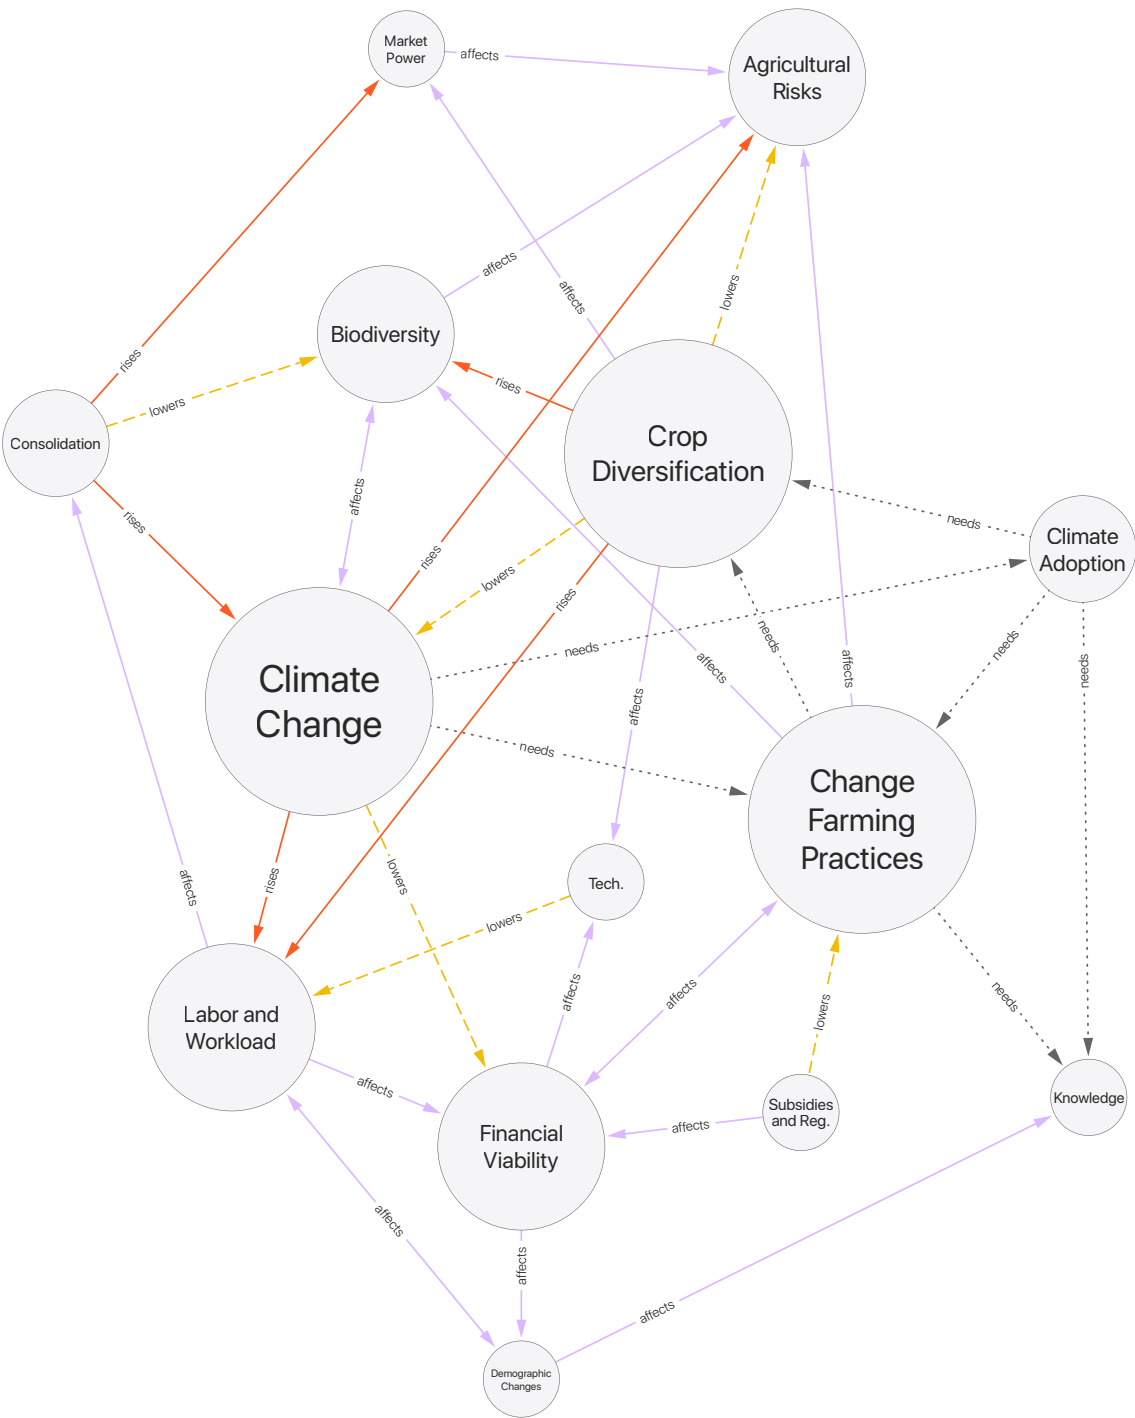 Market
Power
affects
Agricultural
Risks
affects
affects
lowers
Biodiversity
rises
rises
lowers
Crop
Diversification
Consolidation
affects
rises
needs
Climate
Adoption
rises
lowers
rises
needs
needs
needs
affects
affects
needs
Climate
Change
affects
needs
Change
Farming
Practices
affects
rises
lowers
Tech.
lowers
affects
affects
needs
lowers
Labor and
Workload
affects
Financial
Viability
affects
Subsidies
and Reg.
Knowledge
affects
affects
affects
Demographic
Changes